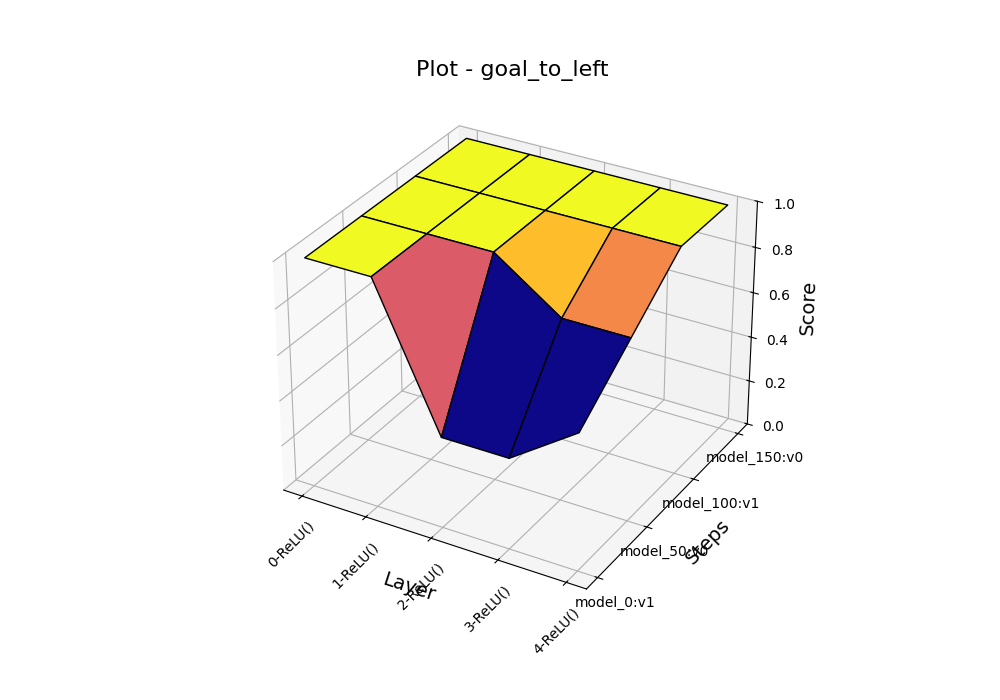 Plot - goal_to_left
1.0
0.8
0.6
0.4
0.2
0.0
Score
model_150:v0
model_100:v1
model_50:v0
model_0:v1
Steps
0-ReLU()
1-ReLU()
2-ReLU()
3-ReLU()
4-ReLU()
Layer